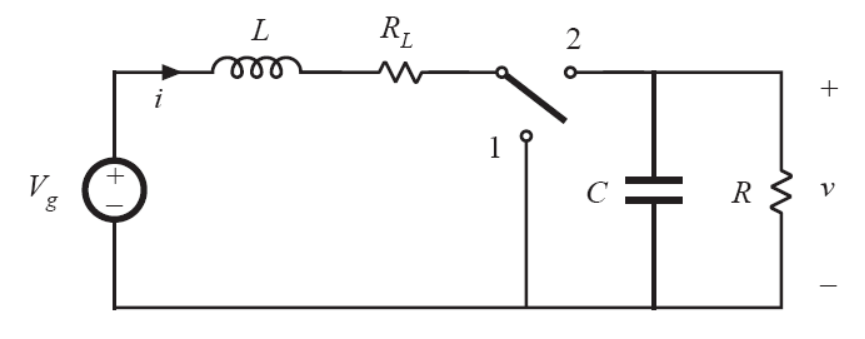 L
R_L
2
+
i
1
V_g
+
−
C
R
v
−